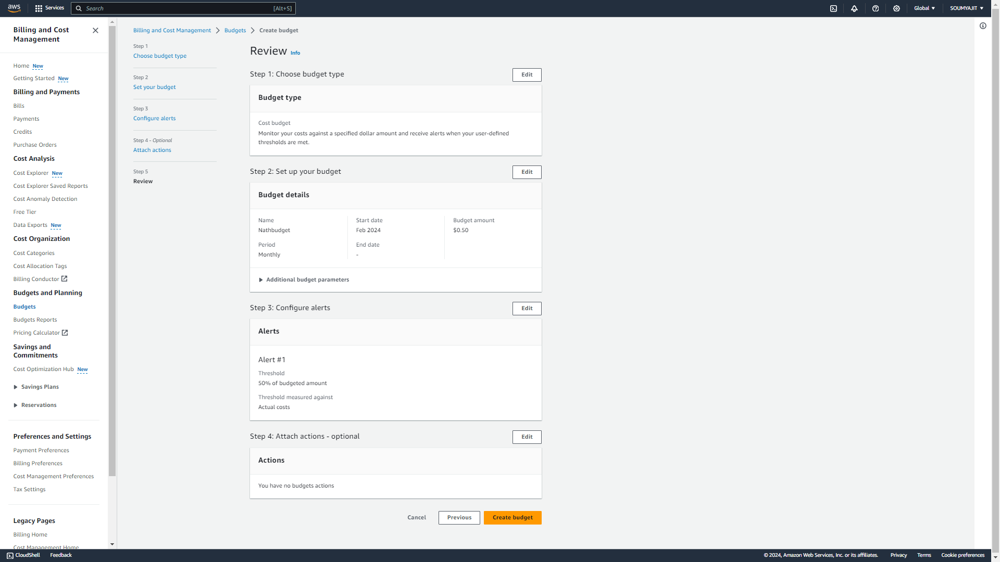 aws
Services
Search
[Alt+S]
Global
SOUMYAJIT
Billing and Cost
Management
Home New
Getting Started New
Billing and Payments
Bills
Payments
Credits
Purchase Orders
Cost Analysis
Cost Explorer New
Cost Explorer Saved Reports
Cost Anomaly Detection
Free Tier
Data Exports New
Cost Organization
Cost Categories
Cost Allocation Tags
Billing Conductor
Budgets and Planning
Budgets
Budgets Reports
Pricing Calculator
Savings and
Commitments
Cost Optimization Hub New
Savings Plans
Reservations
Preferences and Settings
Payment Preferences
Billing Preferences
Cost Management Preferences
Tax Settings
Legacy Pages
Billing Home
Cost Management Home
Billing and Cost Management > Budgets > Create budget
Step 1
Choose budget type
Step 2
Set your budget
Step 3
Configure alerts
Step 4 - Optional
Attach actions
Step 5
Review
Review Info
Step 1: Choose budget type
Edit
Budget type
Cost budget
Monitor your costs against a specified dollar amount and receive alerts when your user-defined
thresholds are met.
Step 2: Set up your budget
Edit
Budget details
Name
Nathbudget
Period
Monthly
Start date
Feb 2024
End date
-
Budget amount
$0.50
Additional budget parameters
Step 3: Configure alerts
Edit
Alerts
Alert #1
Threshold
50% of budgeted amount
Threshold measured against
Actual costs
Step 4: Attach actions - optional
Edit
Actions
You have no budgets actions
Cancel
Previous
Create budget
CloudShell
Feedback
© 2024, Amazon Web Services, Inc. or its affiliates.
Privacy
Terms
Cookie preferences